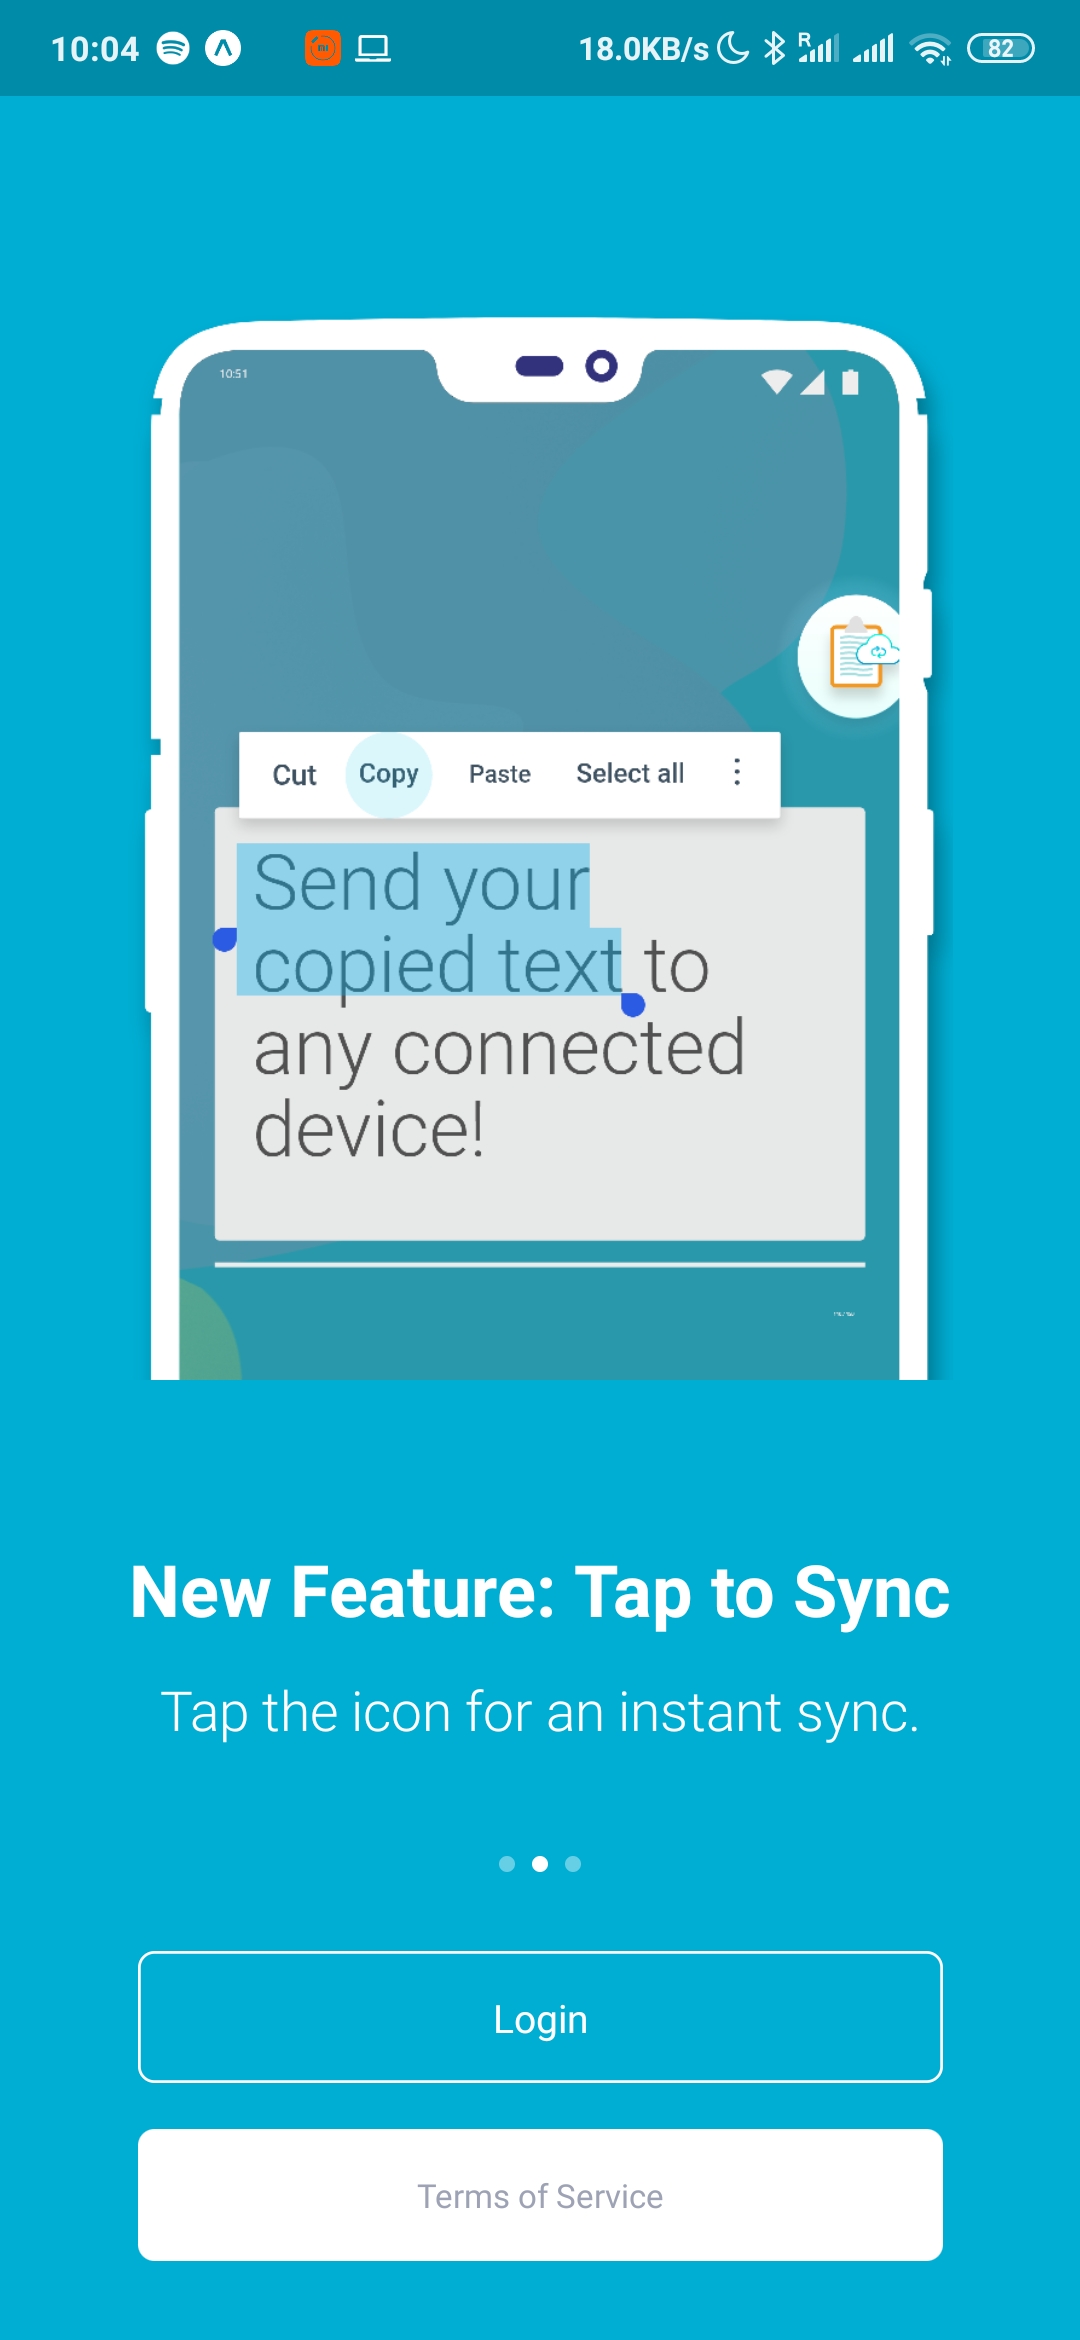 10:04 18.0KB/s R 82
10:51
Cut Copy Paste Select all
Send your
copied text to
any connected
device!
New Feature: Tap to Sync
Tap the icon for an instant sync.
Login
Terms of Service